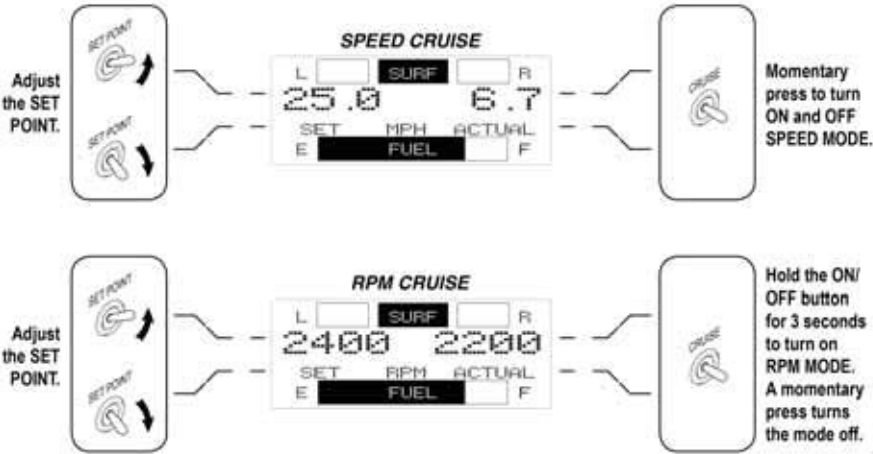 SPEED CRUISE
SET POINT
SET POINT
Adjust
the SET
POINT.
L SURF R
25.0 6.7
SET MPH ACTUAL
E FUEL F
CRUISE
Momentary
press to turn
ON and OFF
SPEED MODE.
RPM CRUISE
SET POINT
SET POINT
Adjust
the SET
POINT.
L SURF R
2400 2200
SET RPM ACTUAL
E FUEL F
CRUISE
Hold the ON/
OFF button
for 3 seconds
to turn on
RPM MODE.
A momentary
press turns
the mode off.